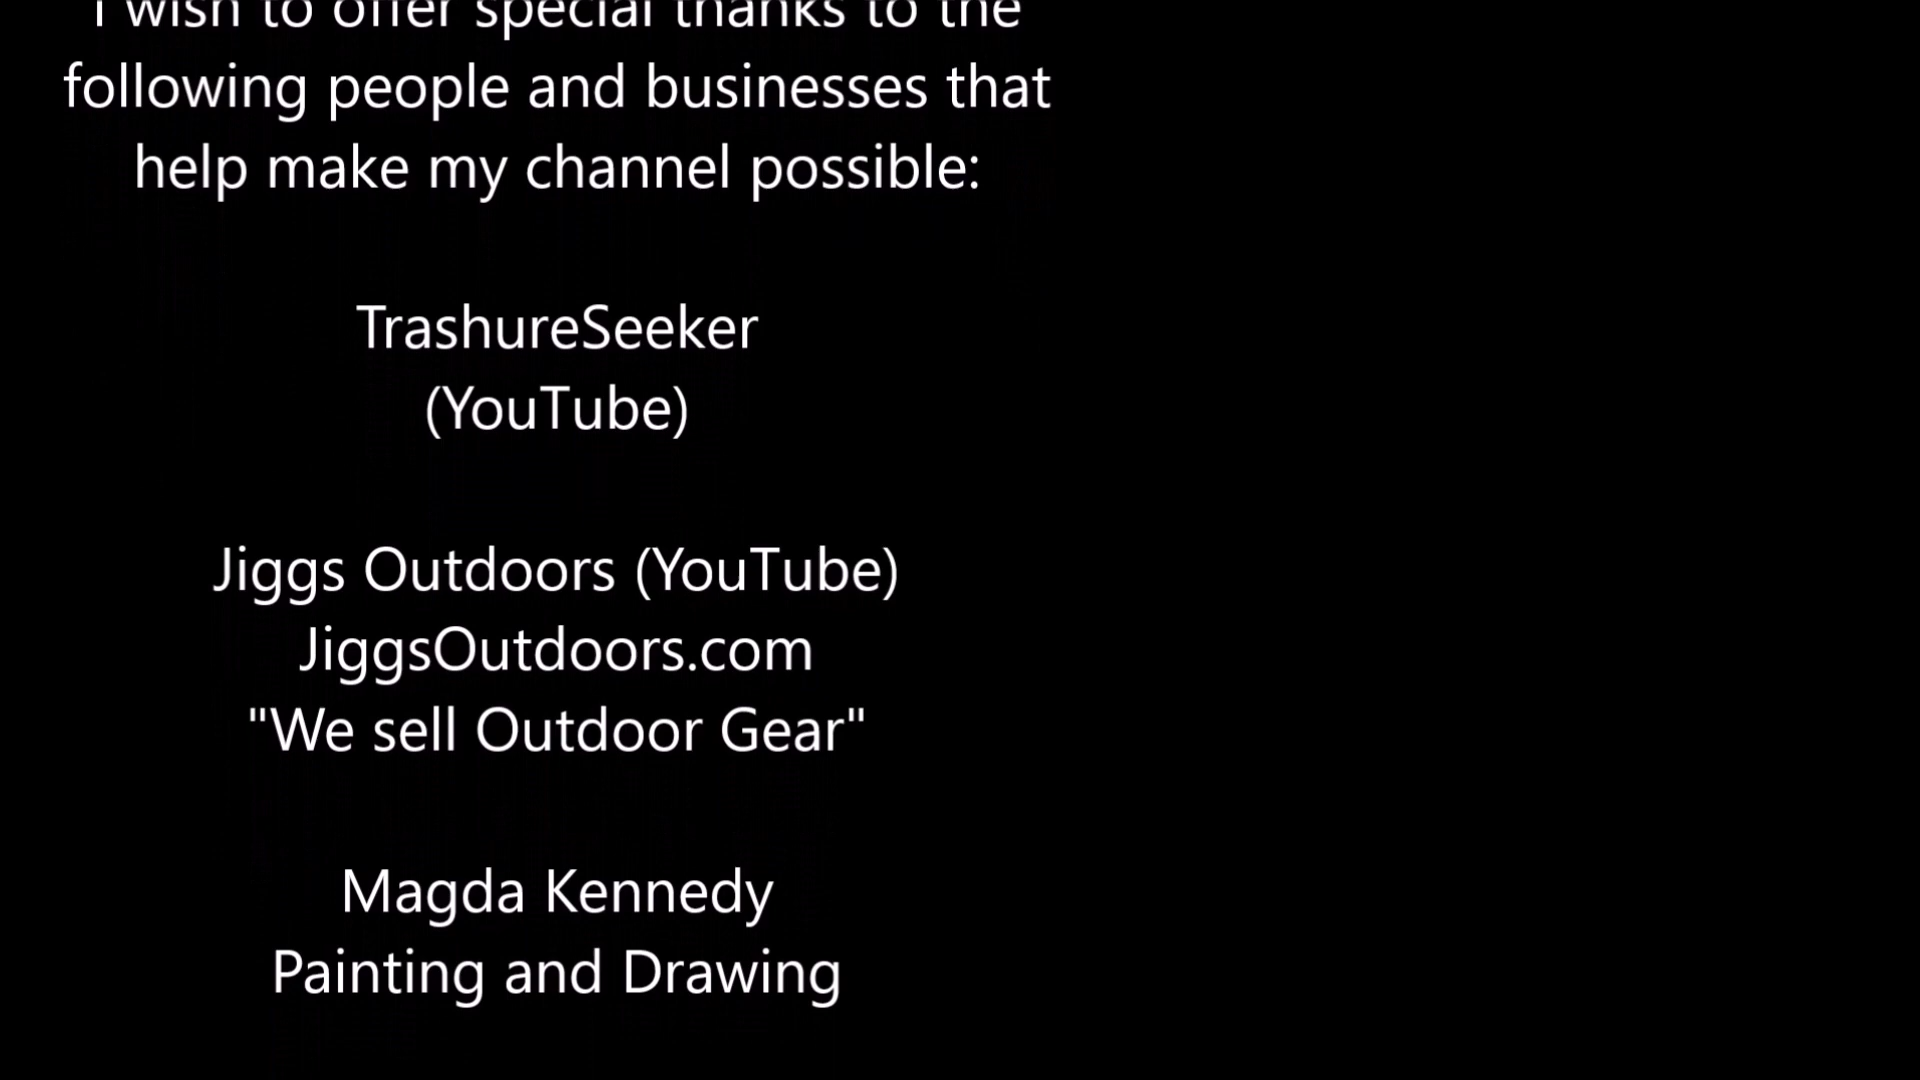 I wish to offer special thanks to the
following people and businesses that
help make my channel possible:
TrashureSeeker
(YouTube)
Jiggs Outdoors (YouTube)
JiggsOutdoors.com
"We sell Outdoor Gear"
Magda Kennedy
Painting and Drawing